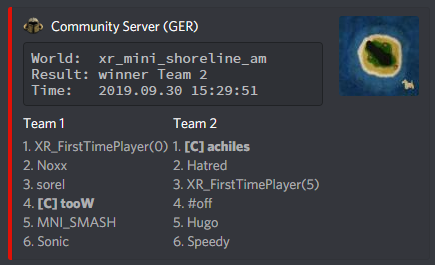 Community Server (GER)
World:  xr_mini_shoreline_am
Result: winner Team 2
Time:   2019.09.30 15:29:51
Team 1 Team 2
1. XR_FirstTimePlayer(0) 1. [C] achiles
2. Noxx 2. Hatred
3. sorel 3. XR_FirstTimePlayer(5)
4. [C] tooW 4. #off
5. MNI_SMASH 5. Hugo
6. Sonic 6. Speedy